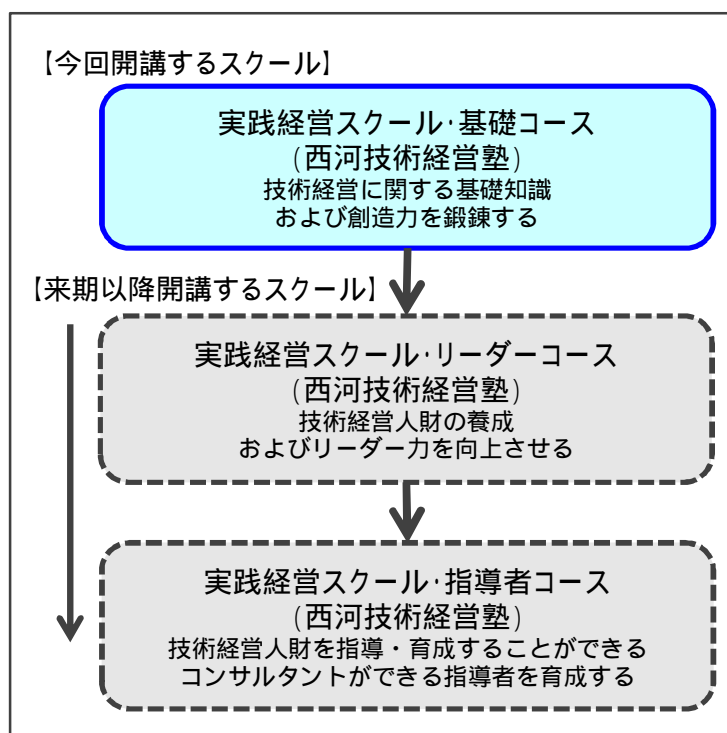 【今回開講するスクール】
実践経営スクール・基礎コース
(西河技術経営塾)
技術経営に関する基礎知識
および創造力を鍛錬する
【来期以降開講するスクール】
実践経営スクール・リーダーコース
(西河技術経営塾)
技術経営人財の養成
およびリーダー力を向上させる
実践経営スクール・指導者コース
(西河技術経営塾)
技術経営人財を指導・育成することができる
コンサルタントができる指導者を育成する